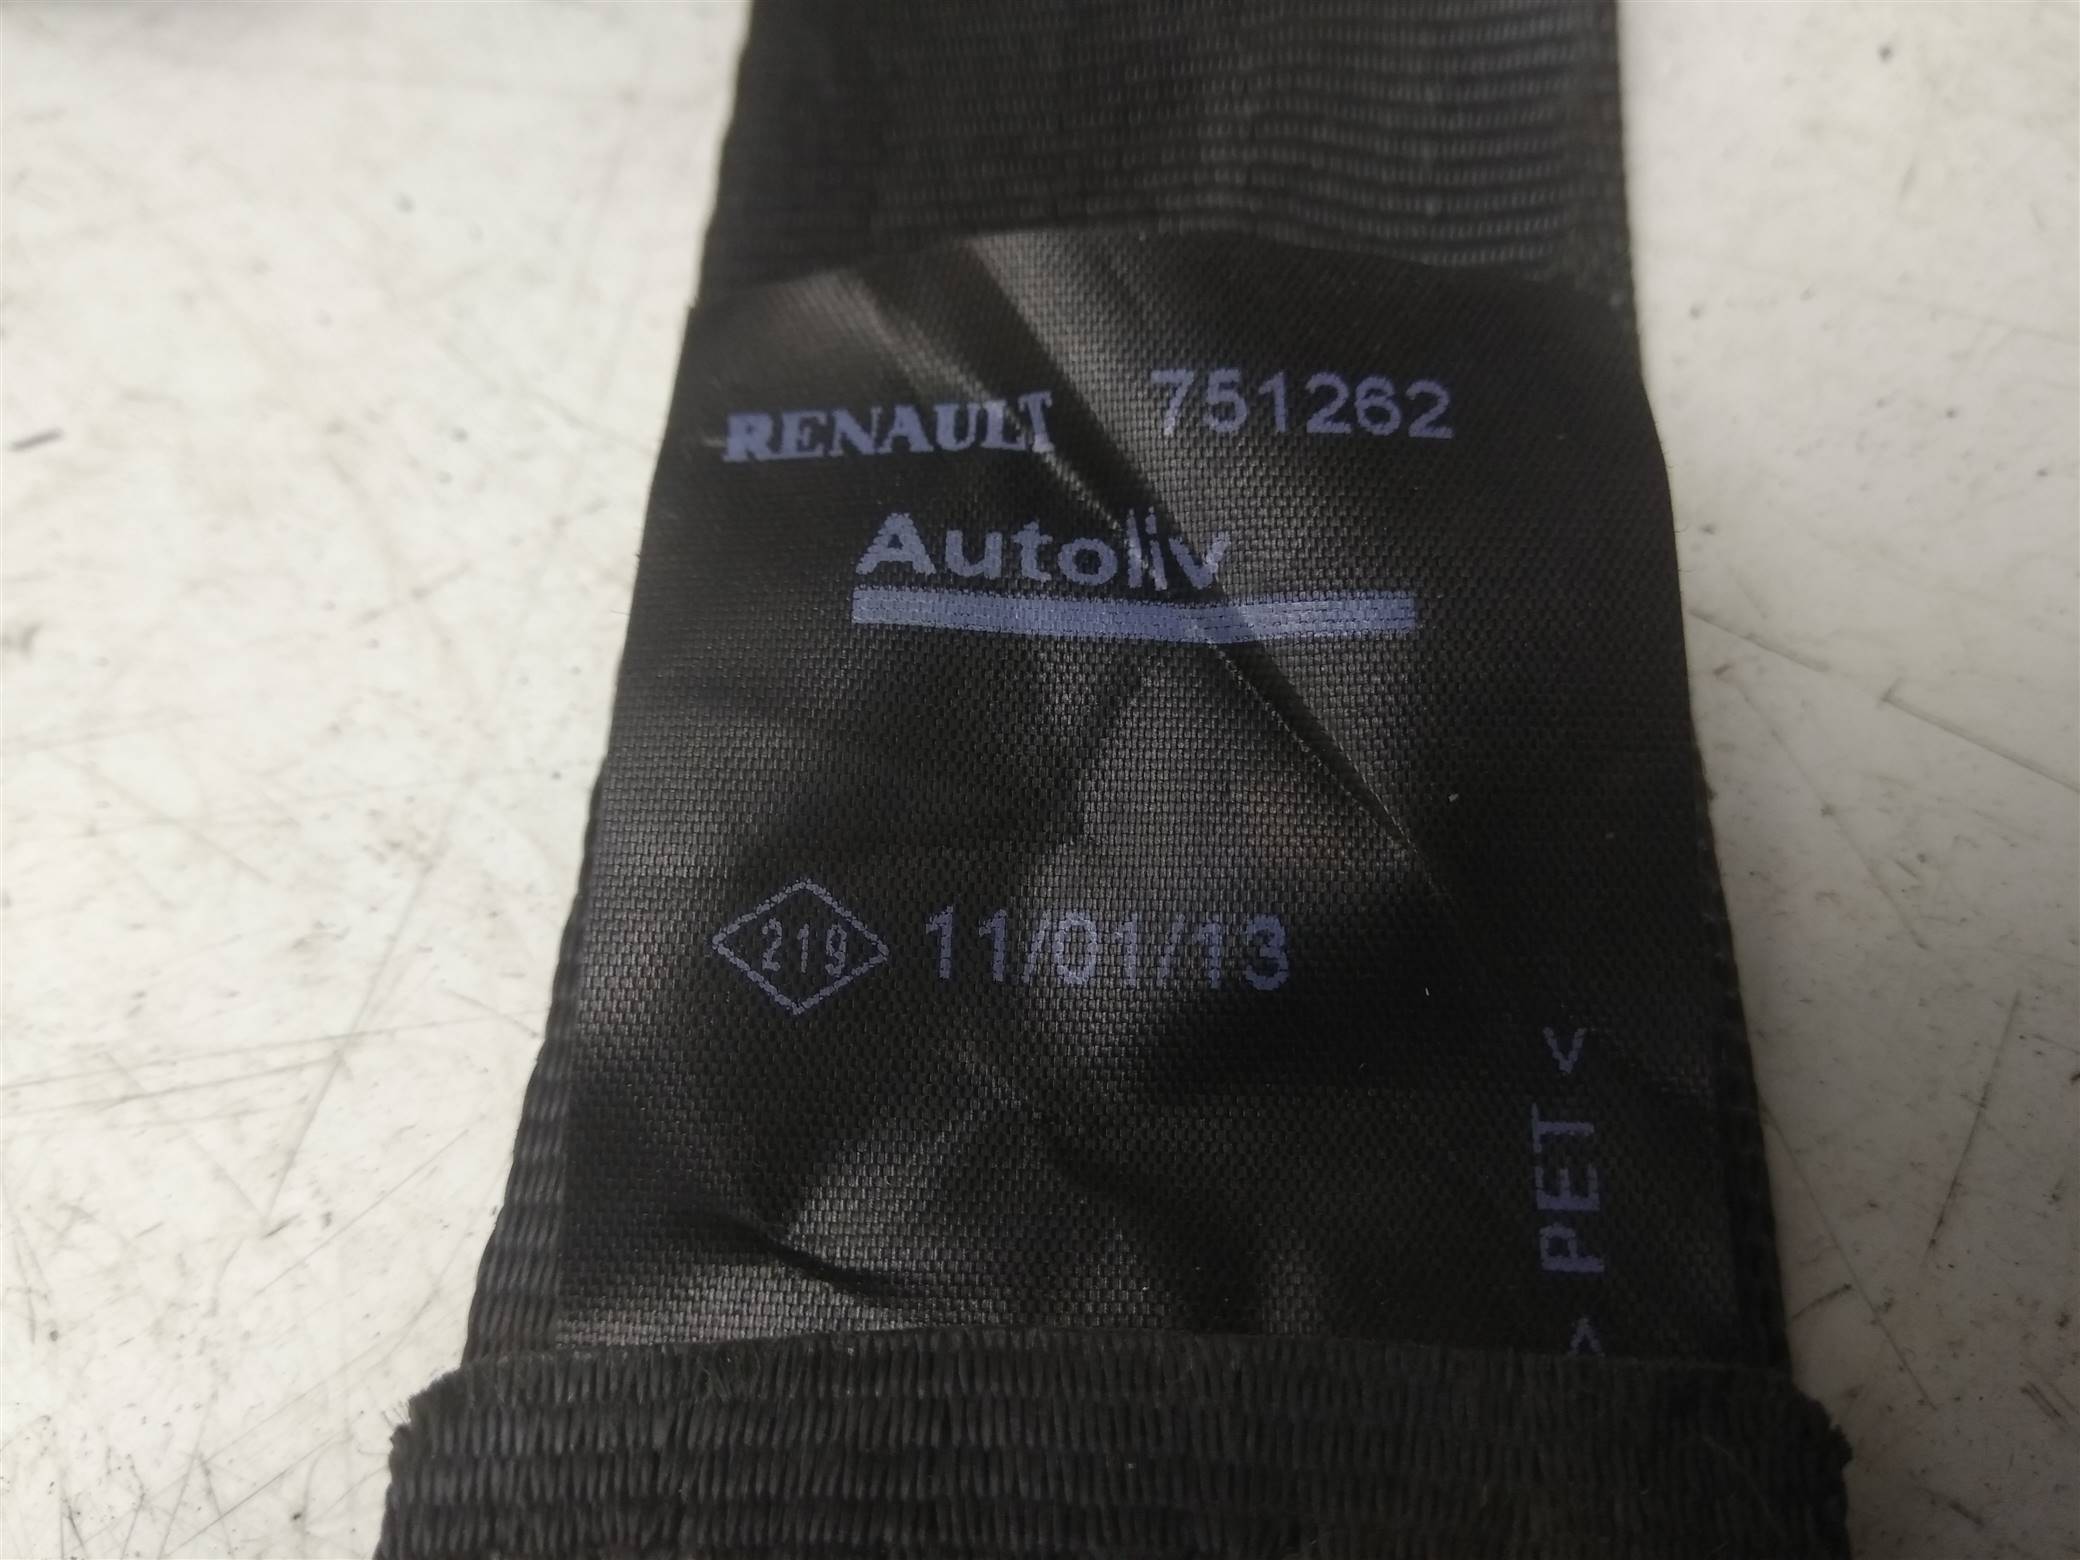 RENAULT 751262
Autoliv
219 11/01/13
> PET <